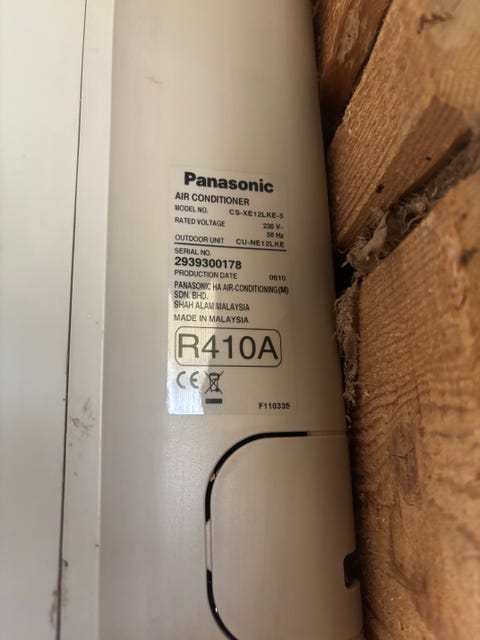 Panasonic
AIR CONDITIONER
MODEL NO. CS-XE12LKE-5
RATED VOLTAGE 230 V~
50 Hz
OUTDOOR UNIT CU-NE12LKE
SERIAL NO.
2939300178
PRODUCTION DATE 0810
PANASONIC HA AIR-CONDITIONING(M)
SDN. BHD.
SHAH ALAM MALAYSIA
MADE IN MALAYSIA
R410A
CE
F110335